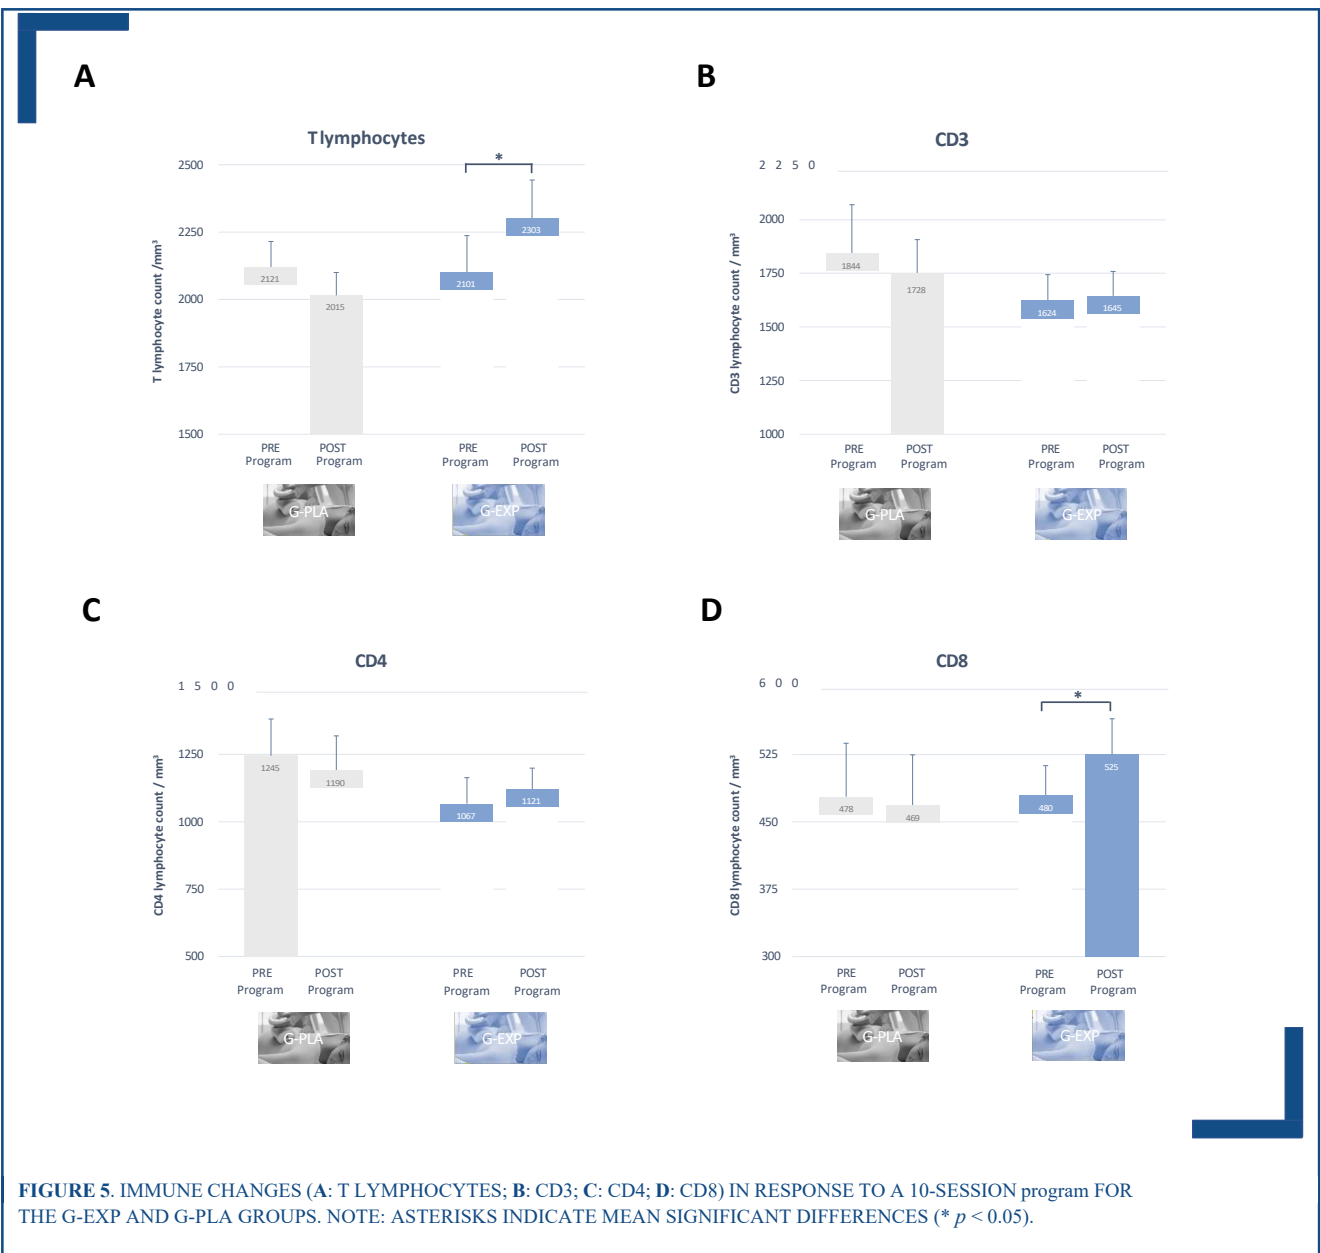 A
T lymphocytes
2500
2250
2000
1750
1500
T lymphocyte count /mm³
*
2121
2015
2101
2303
PRE Program
POST Program
PRE Program
POST Program
G-PLA
G-EXP
B
CD3
2 2 5 0
2000
1750
1500
1250
1000
CD3 lymphocyte count / mm³
1844
1728
1624
1645
PRE Program
POST Program
PRE Program
POST Program
G-PLA
G-EXP
C
CD4
1 5 0 0
1250
1000
750
500
CD4 lymphocyte count / mm³
1245
1190
1067
1121
PRE Program
POST Program
PRE Program
POST Program
G-PLA
G-EXP
D
CD8
6 0 0
525
450
375
300
CD8 lymphocyte count / mm³
*
478
469
480
525
PRE Program
POST Program
PRE Program
POST Program
G-PLA
G-EXP
FIGURE 5. IMMUNE CHANGES (A: T LYMPHOCYTES; B: CD3; C: CD4; D: CD8) IN RESPONSE TO A 10-SESSION program FOR
THE G-EXP AND G-PLA GROUPS. NOTE: ASTERISKS INDICATE MEAN SIGNIFICANT DIFFERENCES (* p < 0.05).